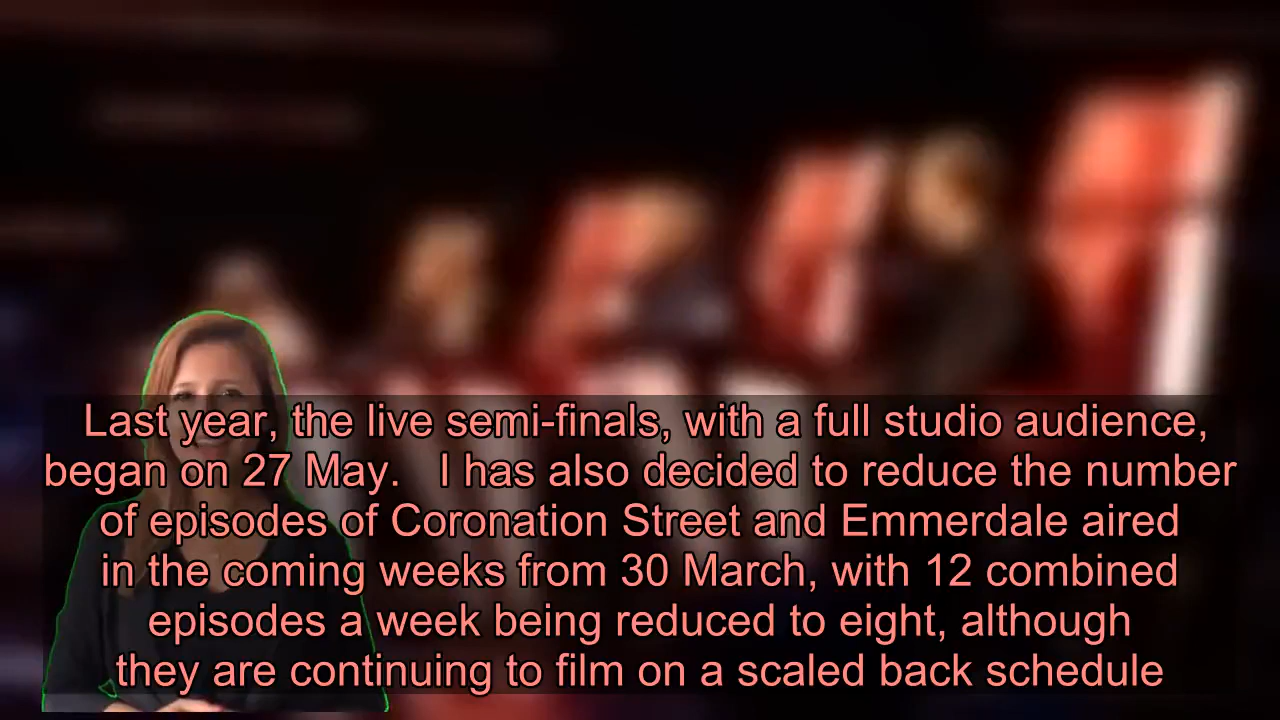 Last year, the live semi-finals, with a full studio audience,
began on 27 May.   I has also decided to reduce the number
of episodes of Coronation Street and Emmerdale aired
in the coming weeks from 30 March, with 12 combined
episodes a week being reduced to eight, although
they are continuing to film on a scaled back schedule